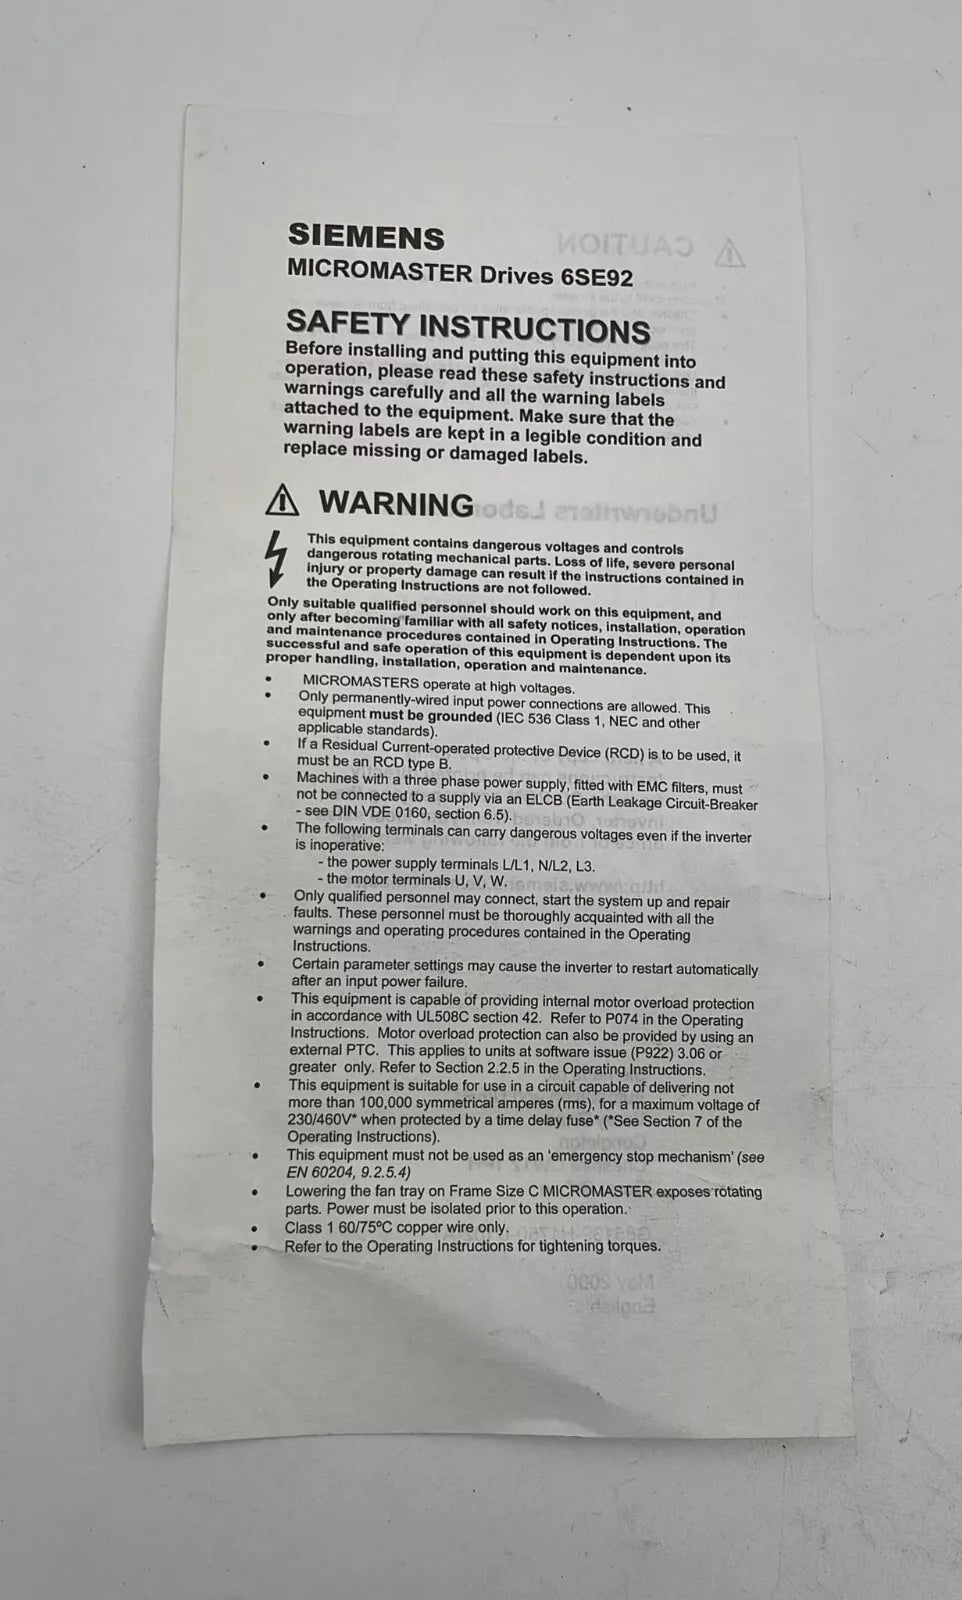 SIEMENS
MICROMASTER Drives 6SE92
SAFETY INSTRUCTIONS
Before installing and putting this equipment into
operation, please read these safety instructions and
warnings carefully and all the warning labels
attached to the equipment. Make sure that the
warning labels are kept in a legible condition and
replace missing or damaged labels.
WARNING
This equipment contains dangerous voltages and controls
dangerous rotating mechanical parts. Loss of life, severe personal
injury or property damage can result if the instructions contained in
the Operating Instructions are not followed.
Only suitable qualified personnel should work on this equipment, and
only after becoming familiar with all safety notices, installation, operation
and maintenance procedures contained in Operating Instructions. The
successful and safe operation of this equipment is dependent upon its
proper handling, installation, operation and maintenance.
• MICROMASTERS operate at high voltages.
• Only permanently-wired input power connections are allowed. This
equipment must be grounded (IEC 536 Class 1, NEC and other
applicable standards).
• If a Residual Current-operated protective Device (RCD) is to be used, it
must be an RCD type B.
• Machines with a three phase power supply, fitted with EMC filters, must
not be connected to a supply via an ELCB (Earth Leakage Circuit-Breaker
- see DIN VDE 0160, section 6.5).
• The following terminals can carry dangerous voltages even if the inverter
is inoperative:
- the power supply terminals L/L1, N/L2, L3.
- the motor terminals U, V, W.
• Only qualified personnel may connect, start the system up and repair
faults. These personnel must be thoroughly acquainted with all the
warnings and operating procedures contained in the Operating
Instructions.
• Certain parameter settings may cause the inverter to restart automatically
after an input power failure.
• This equipment is capable of providing internal motor overload protection
in accordance with UL508C section 42. Refer to P074 in the Operating
Instructions. Motor overload protection can also be provided by using an
external PTC. This applies to units at software issue (P922) 3.06 or
greater only. Refer to Section 2.2.5 in the Operating Instructions.
• This equipment is suitable for use in a circuit capable of delivering not
more than 100,000 symmetrical amperes (rms), for a maximum voltage of
230/460V* when protected by a time delay fuse* (*See Section 7 of the
Operating Instructions).
• This equipment must not be used as an 'emergency stop mechanism' (see
EN 60204, 9.2.5.4)
• Lowering the fan tray on Frame Size C MICROMASTER exposes rotating
parts. Power must be isolated prior to this operation.
• Class 1 60/75°C copper wire only.
• Refer to the Operating Instructions for tightening torques.